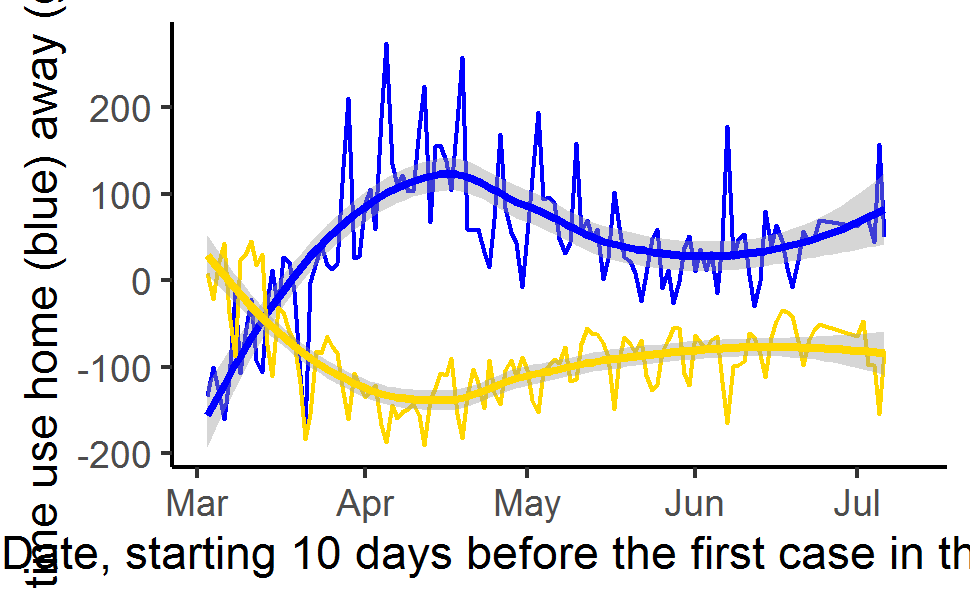 time use home (blue) away (g
200
100
0
-100
-200
Mar Apr May Jun Jul
Date, starting 10 days before the first case in th